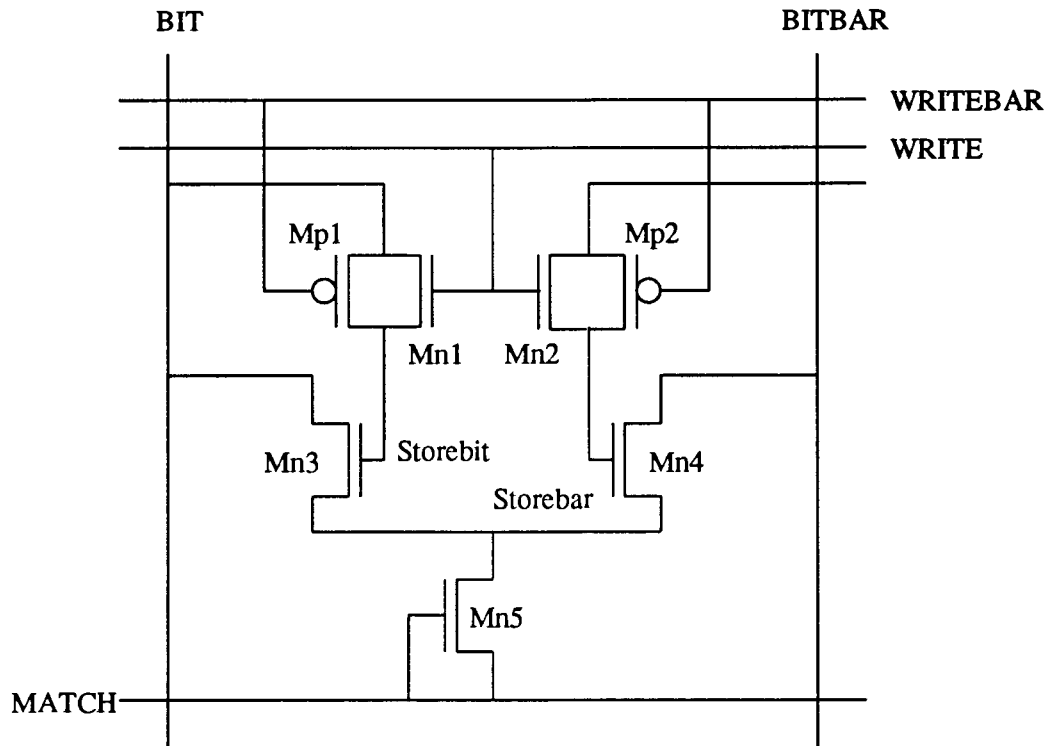 BIT
BITBAR
WRITEBAR
WRITE
Mp1
Mp2
Mn1
Mn2
Mn3
Storebit
Mn4
Storebar
Mn5
MATCH